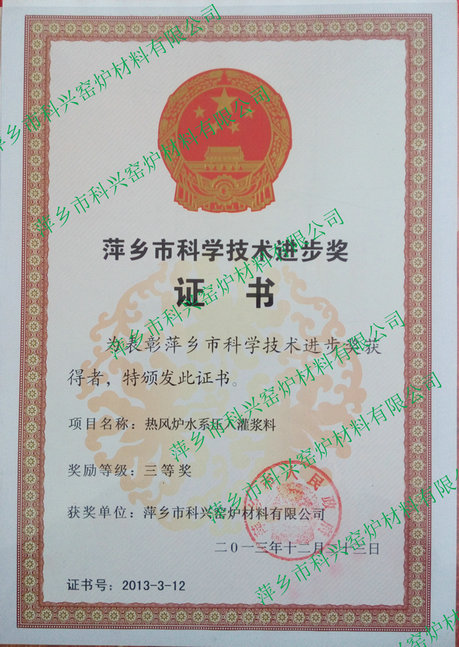 萍乡市科学技术进步奖
证 书
为表彰萍乡市科学技术进步奖获
得者，特颁发此证书。
项目名称：热风炉水系压入灌浆料
奖励等级：三等奖
获奖单位：萍乡市科兴窑炉材料有限公司
二〇一三年十二月二十三日
证书号：2013-3-12
萍乡市科兴窑炉材料有限公司
萍乡市科兴窑炉材料有限公司
萍乡市科兴窑炉材料有限公司
萍乡市科兴窑炉材料有限公司
萍乡市科兴窑炉材料有限公司
萍乡市科兴窑炉材料有限公司